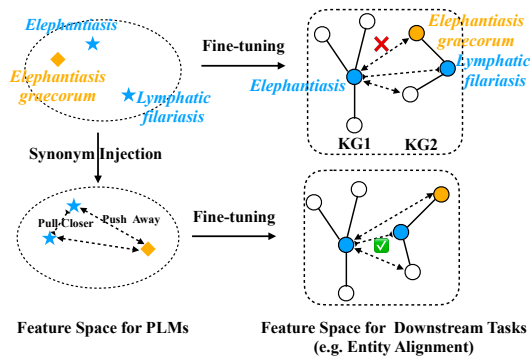 Elephantiasis
Elephantiasis
graecorum
Lymphatic
filariasis
Fine-tuning
Elephantiasis
graecorum
Elephantiasis
Lymphatic
filariasis
KG1
KG2
Synonym Injection
Pull-Closer
Push Away
Fine-tuning
Feature Space for PLMs
Feature Space for Downstream Tasks
(e.g. Entity Alignment)